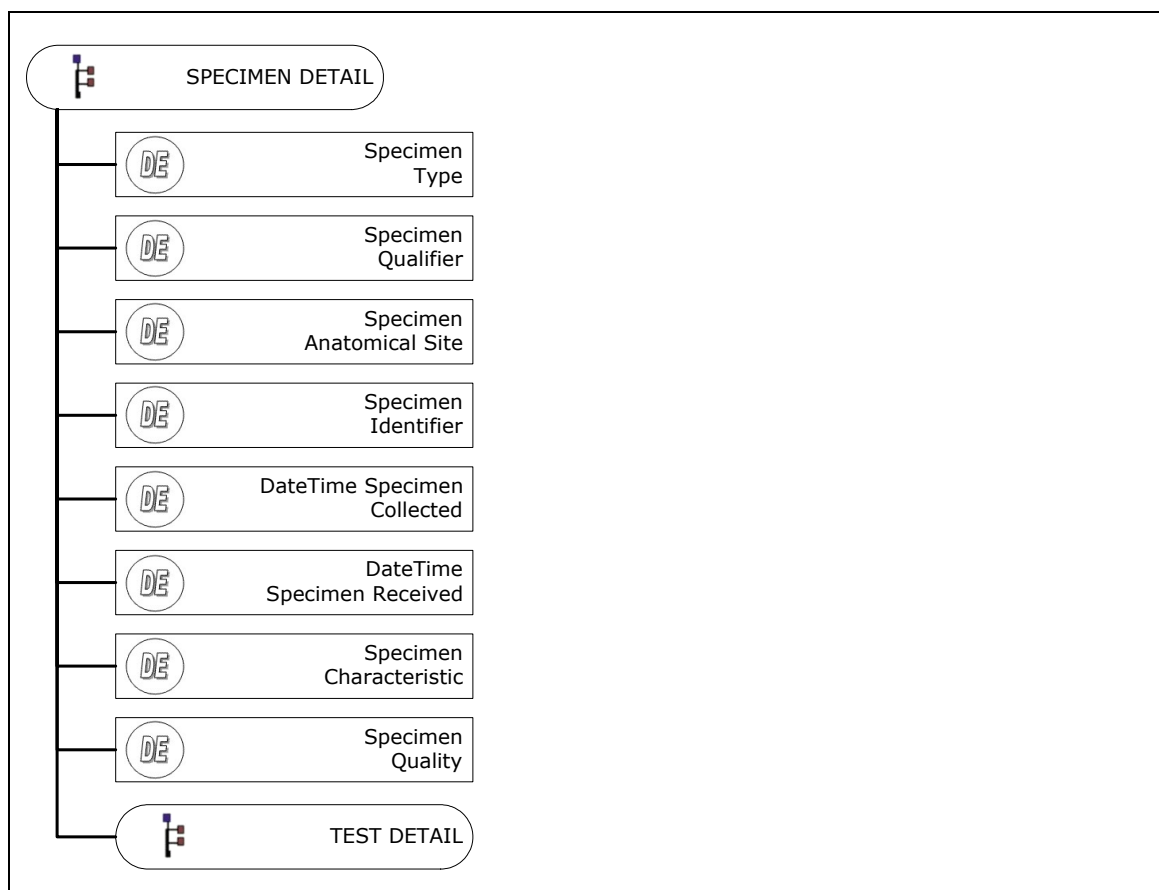 SPECIMEN DETAIL
DE
Specimen
Type
DE
Specimen
Qualifier
DE
Specimen
Anatomical Site
DE
Specimen
Identifier
DE
DateTime Specimen
Collected
DE
DateTime
Specimen Received
DE
Specimen
Characteristic
DE
Specimen
Quality
TEST DETAIL